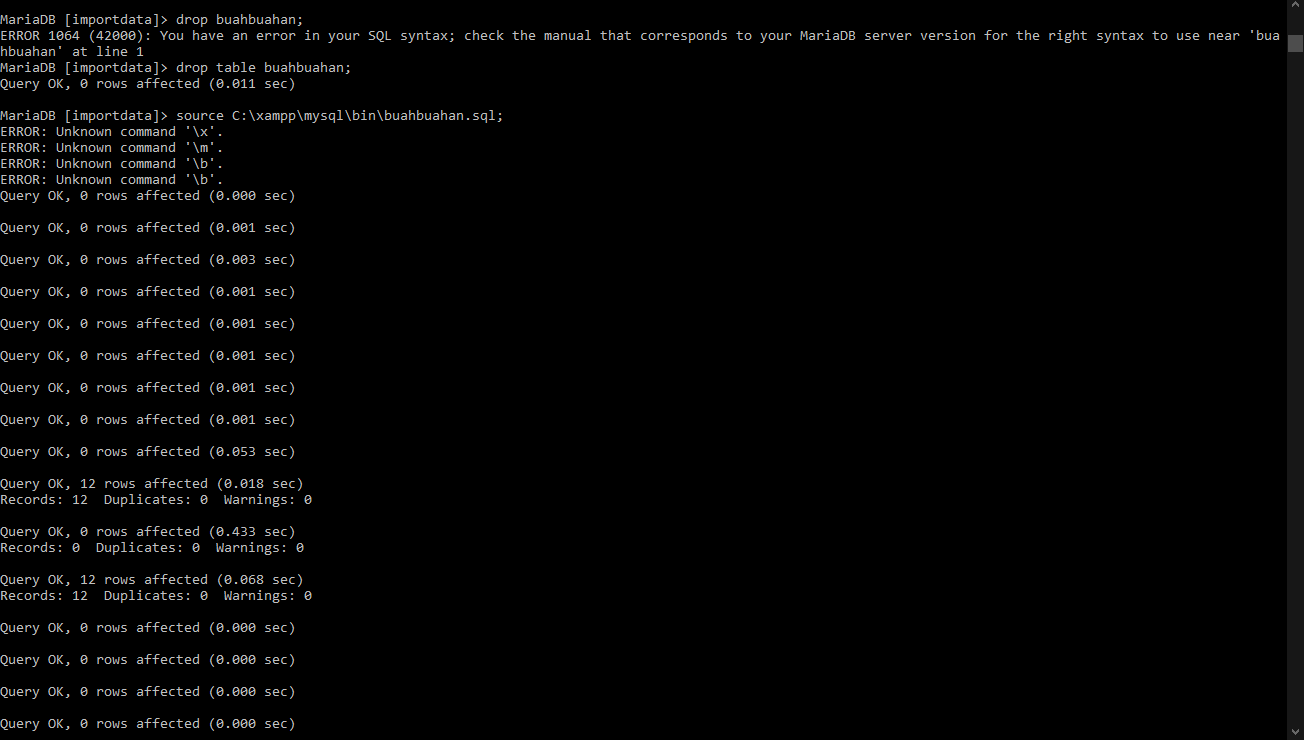 MariaDB [importdata]> drop buahbuahan;
ERROR 1064 (42000): You have an error in your SQL syntax; check the manual that corresponds to your MariaDB server version for the right syntax to use near 'bua
hbuahan' at line 1
MariaDB [importdata]> drop table buahbuahan;
Query OK, 0 rows affected (0.011 sec)
MariaDB [importdata]> source C:\xampp\mysql\bin\buahbuahan.sql;
ERROR: Unknown command '\x'.
ERROR: Unknown command '\m'.
ERROR: Unknown command '\b'.
ERROR: Unknown command '\b'.
Query OK, 0 rows affected (0.000 sec)
Query OK, 0 rows affected (0.001 sec)
Query OK, 0 rows affected (0.003 sec)
Query OK, 0 rows affected (0.001 sec)
Query OK, 0 rows affected (0.001 sec)
Query OK, 0 rows affected (0.001 sec)
Query OK, 0 rows affected (0.001 sec)
Query OK, 0 rows affected (0.001 sec)
Query OK, 0 rows affected (0.053 sec)
Query OK, 12 rows affected (0.018 sec)
Records: 12  Duplicates: 0  Warnings: 0
Query OK, 0 rows affected (0.433 sec)
Records: 0  Duplicates: 0  Warnings: 0
Query OK, 12 rows affected (0.068 sec)
Records: 12  Duplicates: 0  Warnings: 0
Query OK, 0 rows affected (0.000 sec)
Query OK, 0 rows affected (0.000 sec)
Query OK, 0 rows affected (0.000 sec)
Query OK, 0 rows affected (0.000 sec)